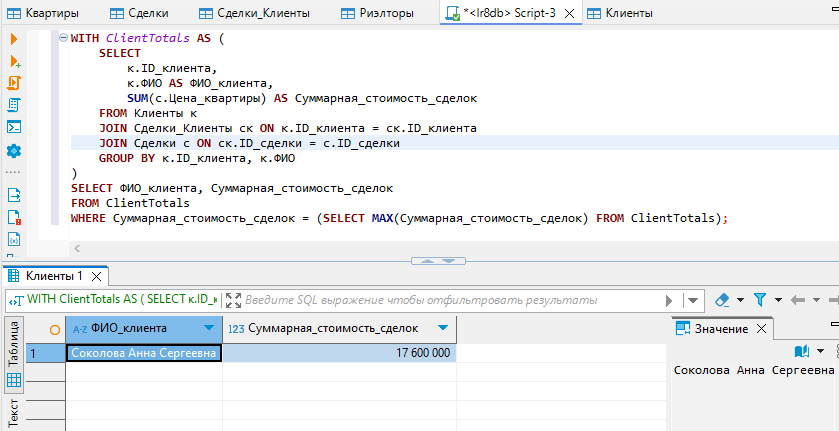 Квартиры Сделки Сделки_Клиенты Риэлторы *<lr8db> Script-3 Клиенты
WITH ClientTotals AS (
SELECT
к.ID_клиента,
к.ФИО AS ФИО_клиента,
SUM(с.Цена_квартиры) AS Суммарная_стоимость_сделок
FROM Клиенты к
JOIN Сделки_Клиенты ск ON к.ID_клиента = ск.ID_клиента
JOIN Сделки с ON ск.ID_сделки = с.ID_сделки
GROUP BY к.ID_клиента, к.ФИО
)
SELECT ФИО_клиента, Суммарная_стоимость_сделок
FROM ClientTotals
WHERE Суммарная_стоимость_сделок = (SELECT MAX(Суммарная_стоимость_сделок) FROM ClientTotals);
Клиенты 1
WITH ClientTotals AS ( SELECT к.ID_к Введите SQL выражение чтобы отфильтровать результаты
Таблица
Текст
A-Z ФИО_клиента 123 Суммарная_стоимость_сделок
1 Соколова Анна Сергеевна 17 600 000
Значение
Соколова Анна Сергеевна